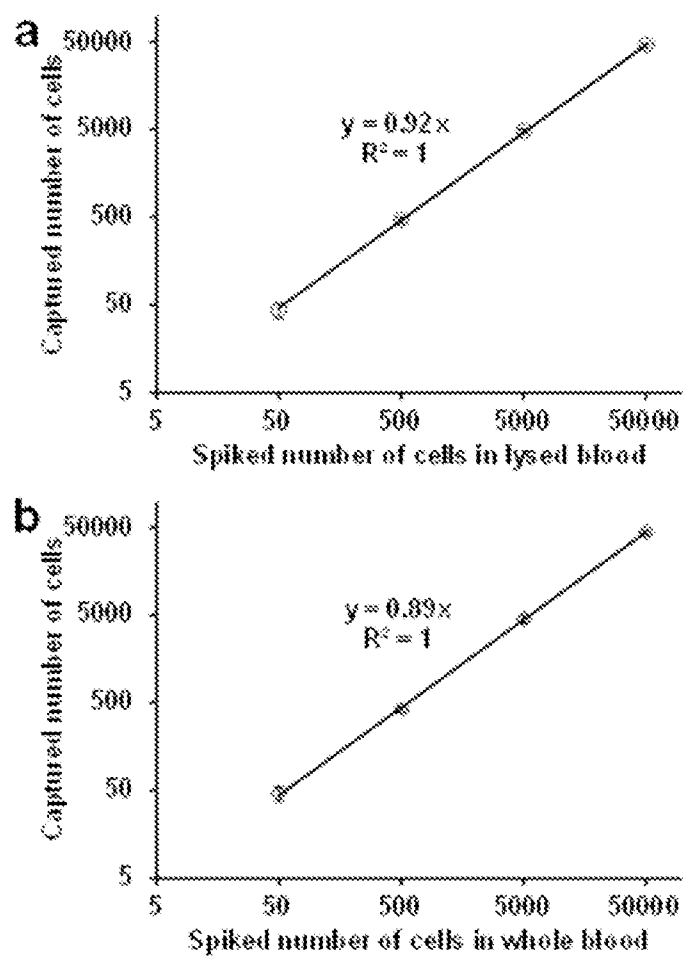 a
50000
5000
500
50
5
Captured number of cells
y = 0.92x
R² = 1
5 50 500 5000 50000
Spiked number of cells in lysed blood
b
50000
5000
500
50
5
Captured number of cells
y = 0.89x
R² = 1
5 50 500 5000 50000
Spiked number of cells in whole blood